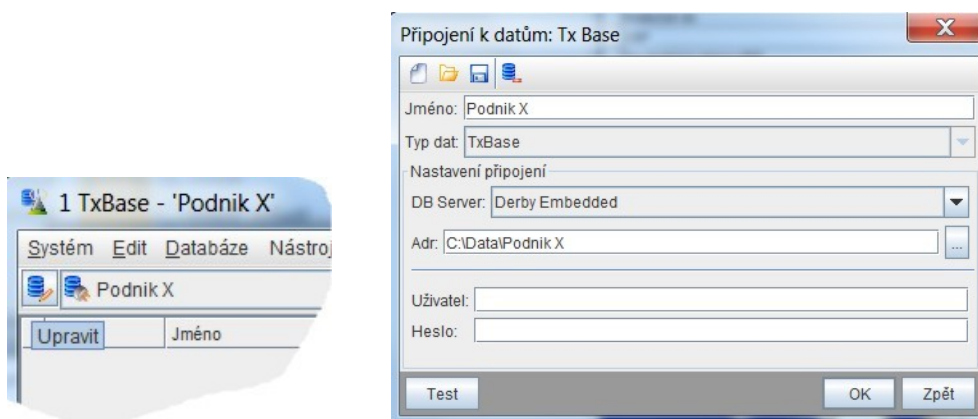 1 TxBase - 'Podnik X'
Systém Edit Databáze Nástroj
Podnik X
Upravit Jméno
Připojení k datům: Tx Base
Jméno: Podnik X
Typ dat: TxBase
Nastavení připojení
DB Server: Derby Embedded
Adr: C:\Data\Podnik X ...
Uživatel:
Heslo:
Test OK Zpět